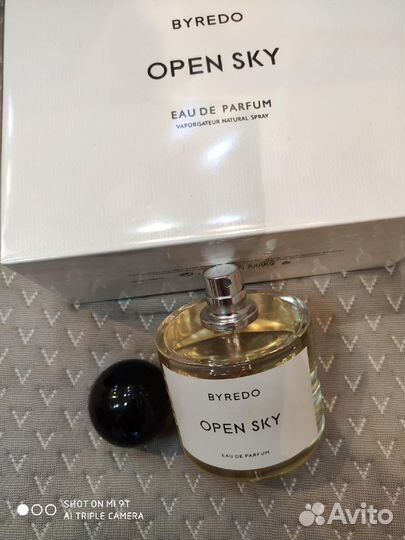 BYREDO
OPEN SKY
EAU DE PARFUM
VAPORISATEUR NATURAL SPRAY
BYREDO
OPEN SKY
EAU DE PARFUM
SHOT ON MI 9T
AI TRIPLE CAMERA
Avito